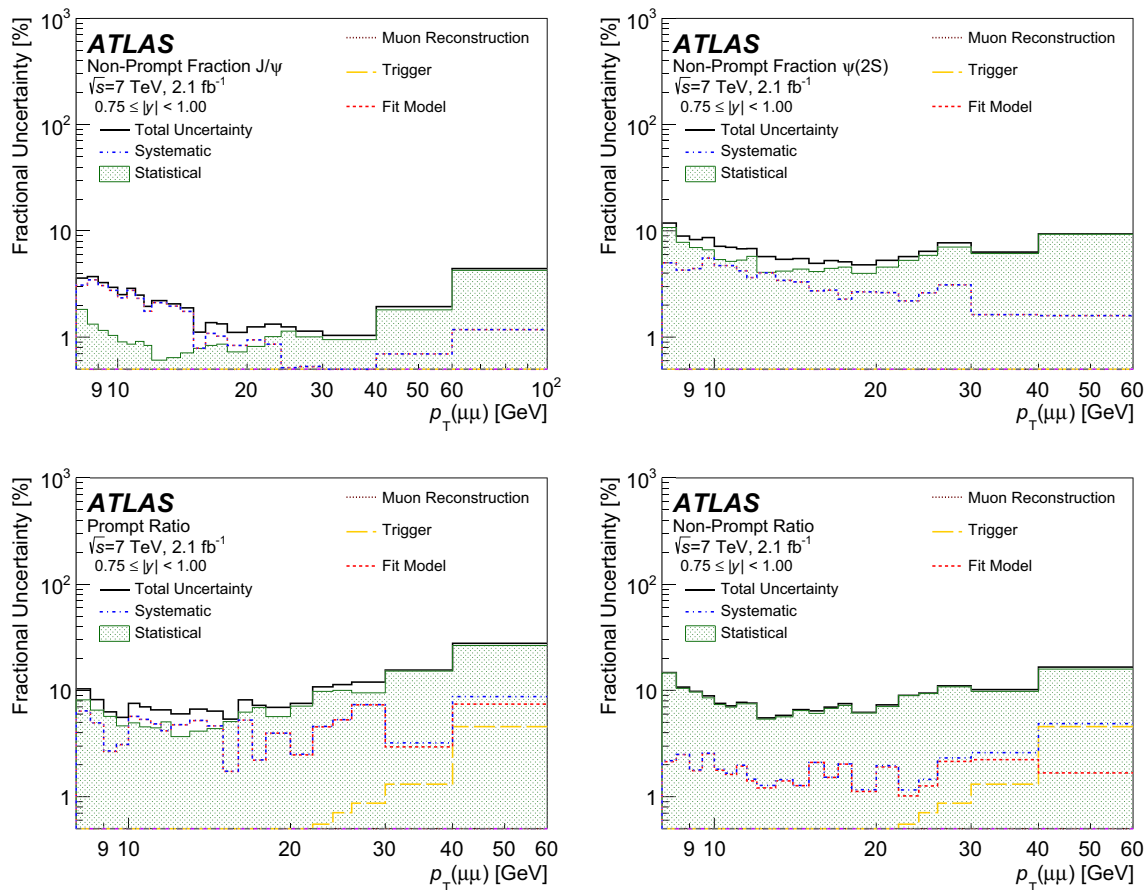 10³
ATLAS
Non-Prompt Fraction J/ψ
√s=7 TeV, 2.1 fb⁻¹
0.75 ≤ |y| < 1.00
Total Uncertainty
Systematic
Statistical
Muon Reconstruction
Trigger
Fit Model
Fractional Uncertainty [%]
10²
10
1
9 10 20 30 40 50 60 10²
p_T(μμ) [GeV]
10³
ATLAS
Non-Prompt Fraction ψ(2S)
√s=7 TeV, 2.1 fb⁻¹
0.75 ≤ |y| < 1.00
Total Uncertainty
Systematic
Statistical
Muon Reconstruction
Trigger
Fit Model
Fractional Uncertainty [%]
10²
10
1
9 10 20 30 40 50 60
p_T(μμ) [GeV]
10³
ATLAS
Prompt Ratio
√s=7 TeV, 2.1 fb⁻¹
0.75 ≤ |y| < 1.00
Total Uncertainty
Systematic
Statistical
Muon Reconstruction
Trigger
Fit Model
Fractional Uncertainty [%]
10²
10
1
9 10 20 30 40 50 60
p_T(μμ) [GeV]
10³
ATLAS
Non-Prompt Ratio
√s=7 TeV, 2.1 fb⁻¹
0.75 ≤ |y| < 1.00
Total Uncertainty
Systematic
Statistical
Muon Reconstruction
Trigger
Fit Model
Fractional Uncertainty [%]
10²
10
1
9 10 20 30 40 50 60
p_T(μμ) [GeV]